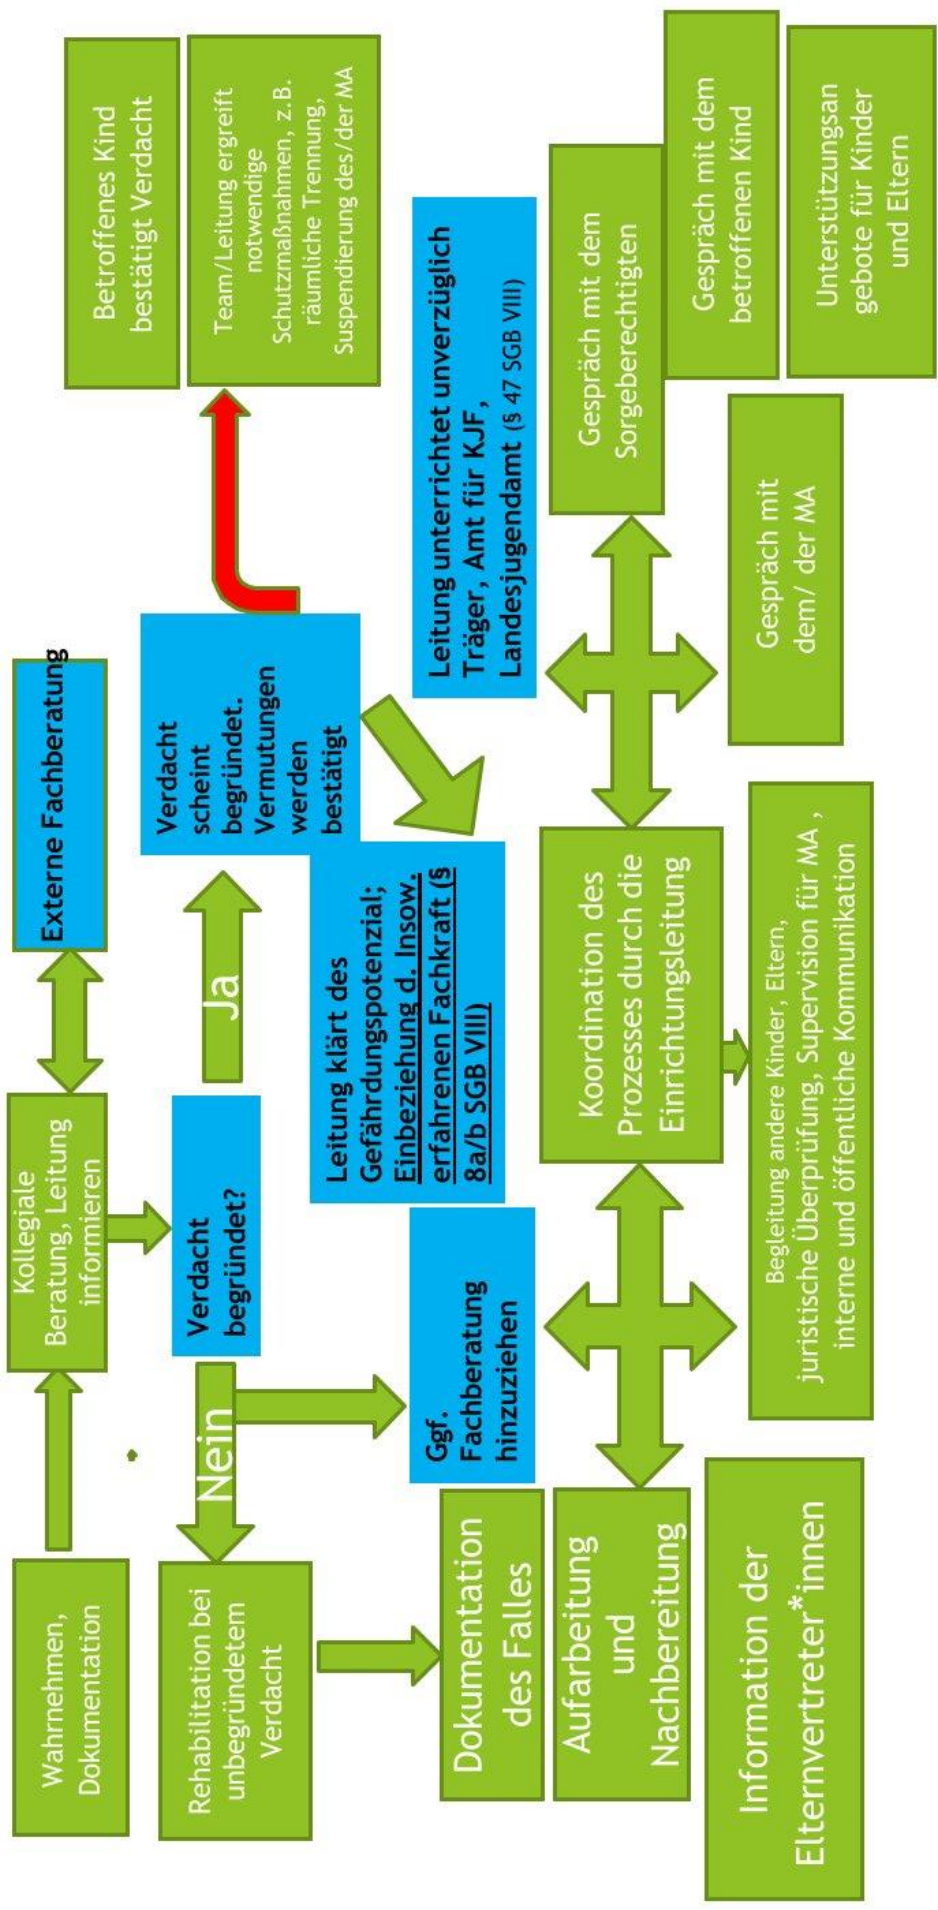 Wahrnehmen,
Dokumentation
Kollegiale
Beratung, Leitung
informieren
Externe Fachberatung
Betroffenes Kind
bestätigt Verdacht
Team/Leitung ergreift
notwendige
Schutzmaßnahmen, z.B.
räumliche Trennung,
Suspendierung des/der MA
Rehabilitation bei
unbegründetem
Verdacht
Nein
Verdacht
begründet?
Ja
Verdacht
scheint
begründet.
Vermutungen
werden
bestätigt
Leitung klärt des
Gefährdungspotenzial;
Einbeziehung d. Insow.
erfahrenen Fachkraft (§
8a/b SGB VIII)
Leitung unterrichtet unverzüglich
Träger, Amt für KJF,
Landesjugendamt (§ 47 SGB VIII)
Ggf.
Fachberatung
hinzuziehen
Dokumentation
des Falles
Aufarbeitung
und
Nachbereitung
Koordination des
Prozesses durch die
Einrichtungsleitung
Gespräch mit dem
Sorgeberechtigten
Gespräch mit dem
betroffenen Kind
Unterstützungsan
gebote für Kinder
und Eltern
Gespräch mit
dem/ der MA
Begleitung andere Kinder, Eltern,
juristische Überprüfung, Supervision für MA ,
interne und öffentliche Kommunikation
Information der
Elternvertreter*innen